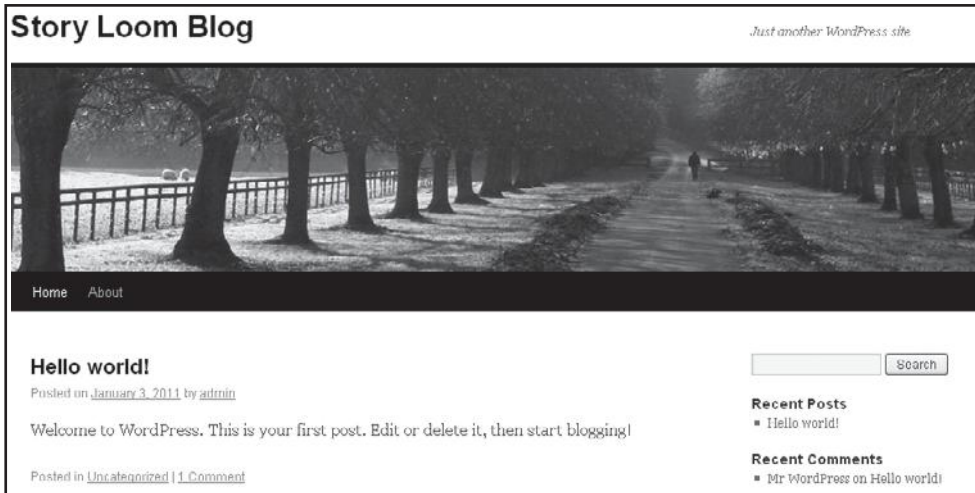 Story Loom Blog
Just another WordPress site
Home About
Hello world!
Posted on January 3, 2011 by admin
Welcome to WordPress. This is your first post. Edit or delete it, then start blogging!
Posted in Uncategorized | 1 Comment
Search
Recent Posts
Hello world!
Recent Comments
Mr WordPress on Hello world!